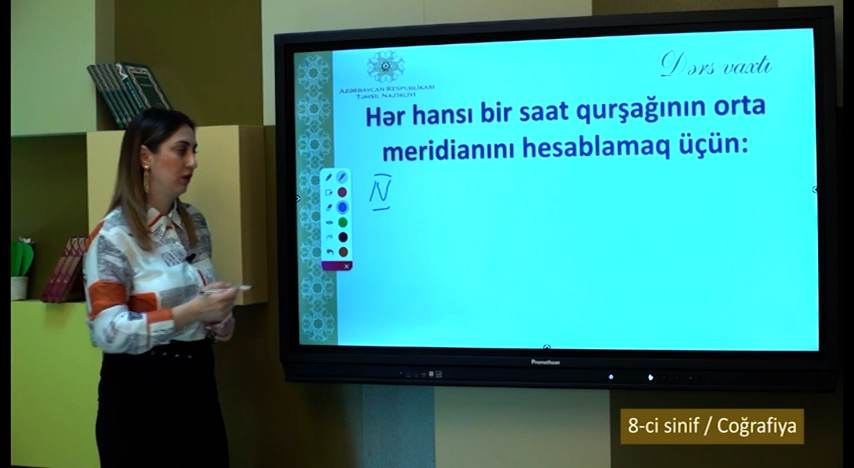 Dərs vaxtı
AZƏRBAYCAN RESPUBLİKASI
TƏHSİL NAZİRLİYİ
Hər hansı bir saat qurşağının orta
meridianını hesablamaq üçün:
N
Promethean
8-ci sinif / Coğrafiya